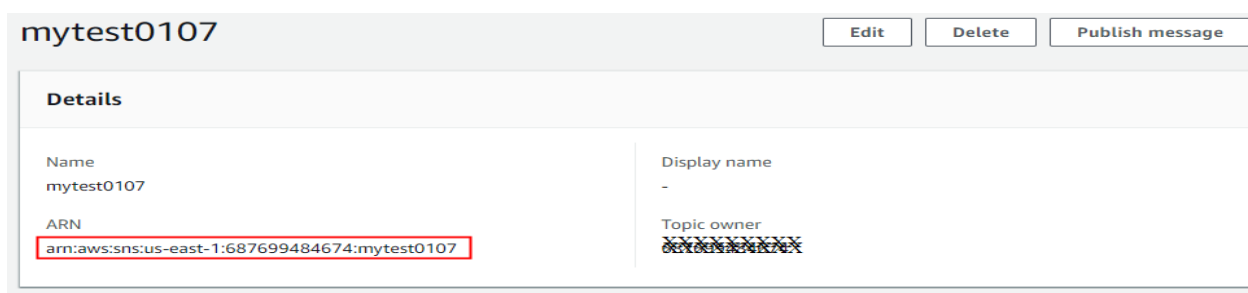 mytest0107
Edit Delete Publish message
Details
Name
mytest0107
Display name
-
ARN
arn:aws:sns:us-east-1:687699484674:mytest0107
Topic owner